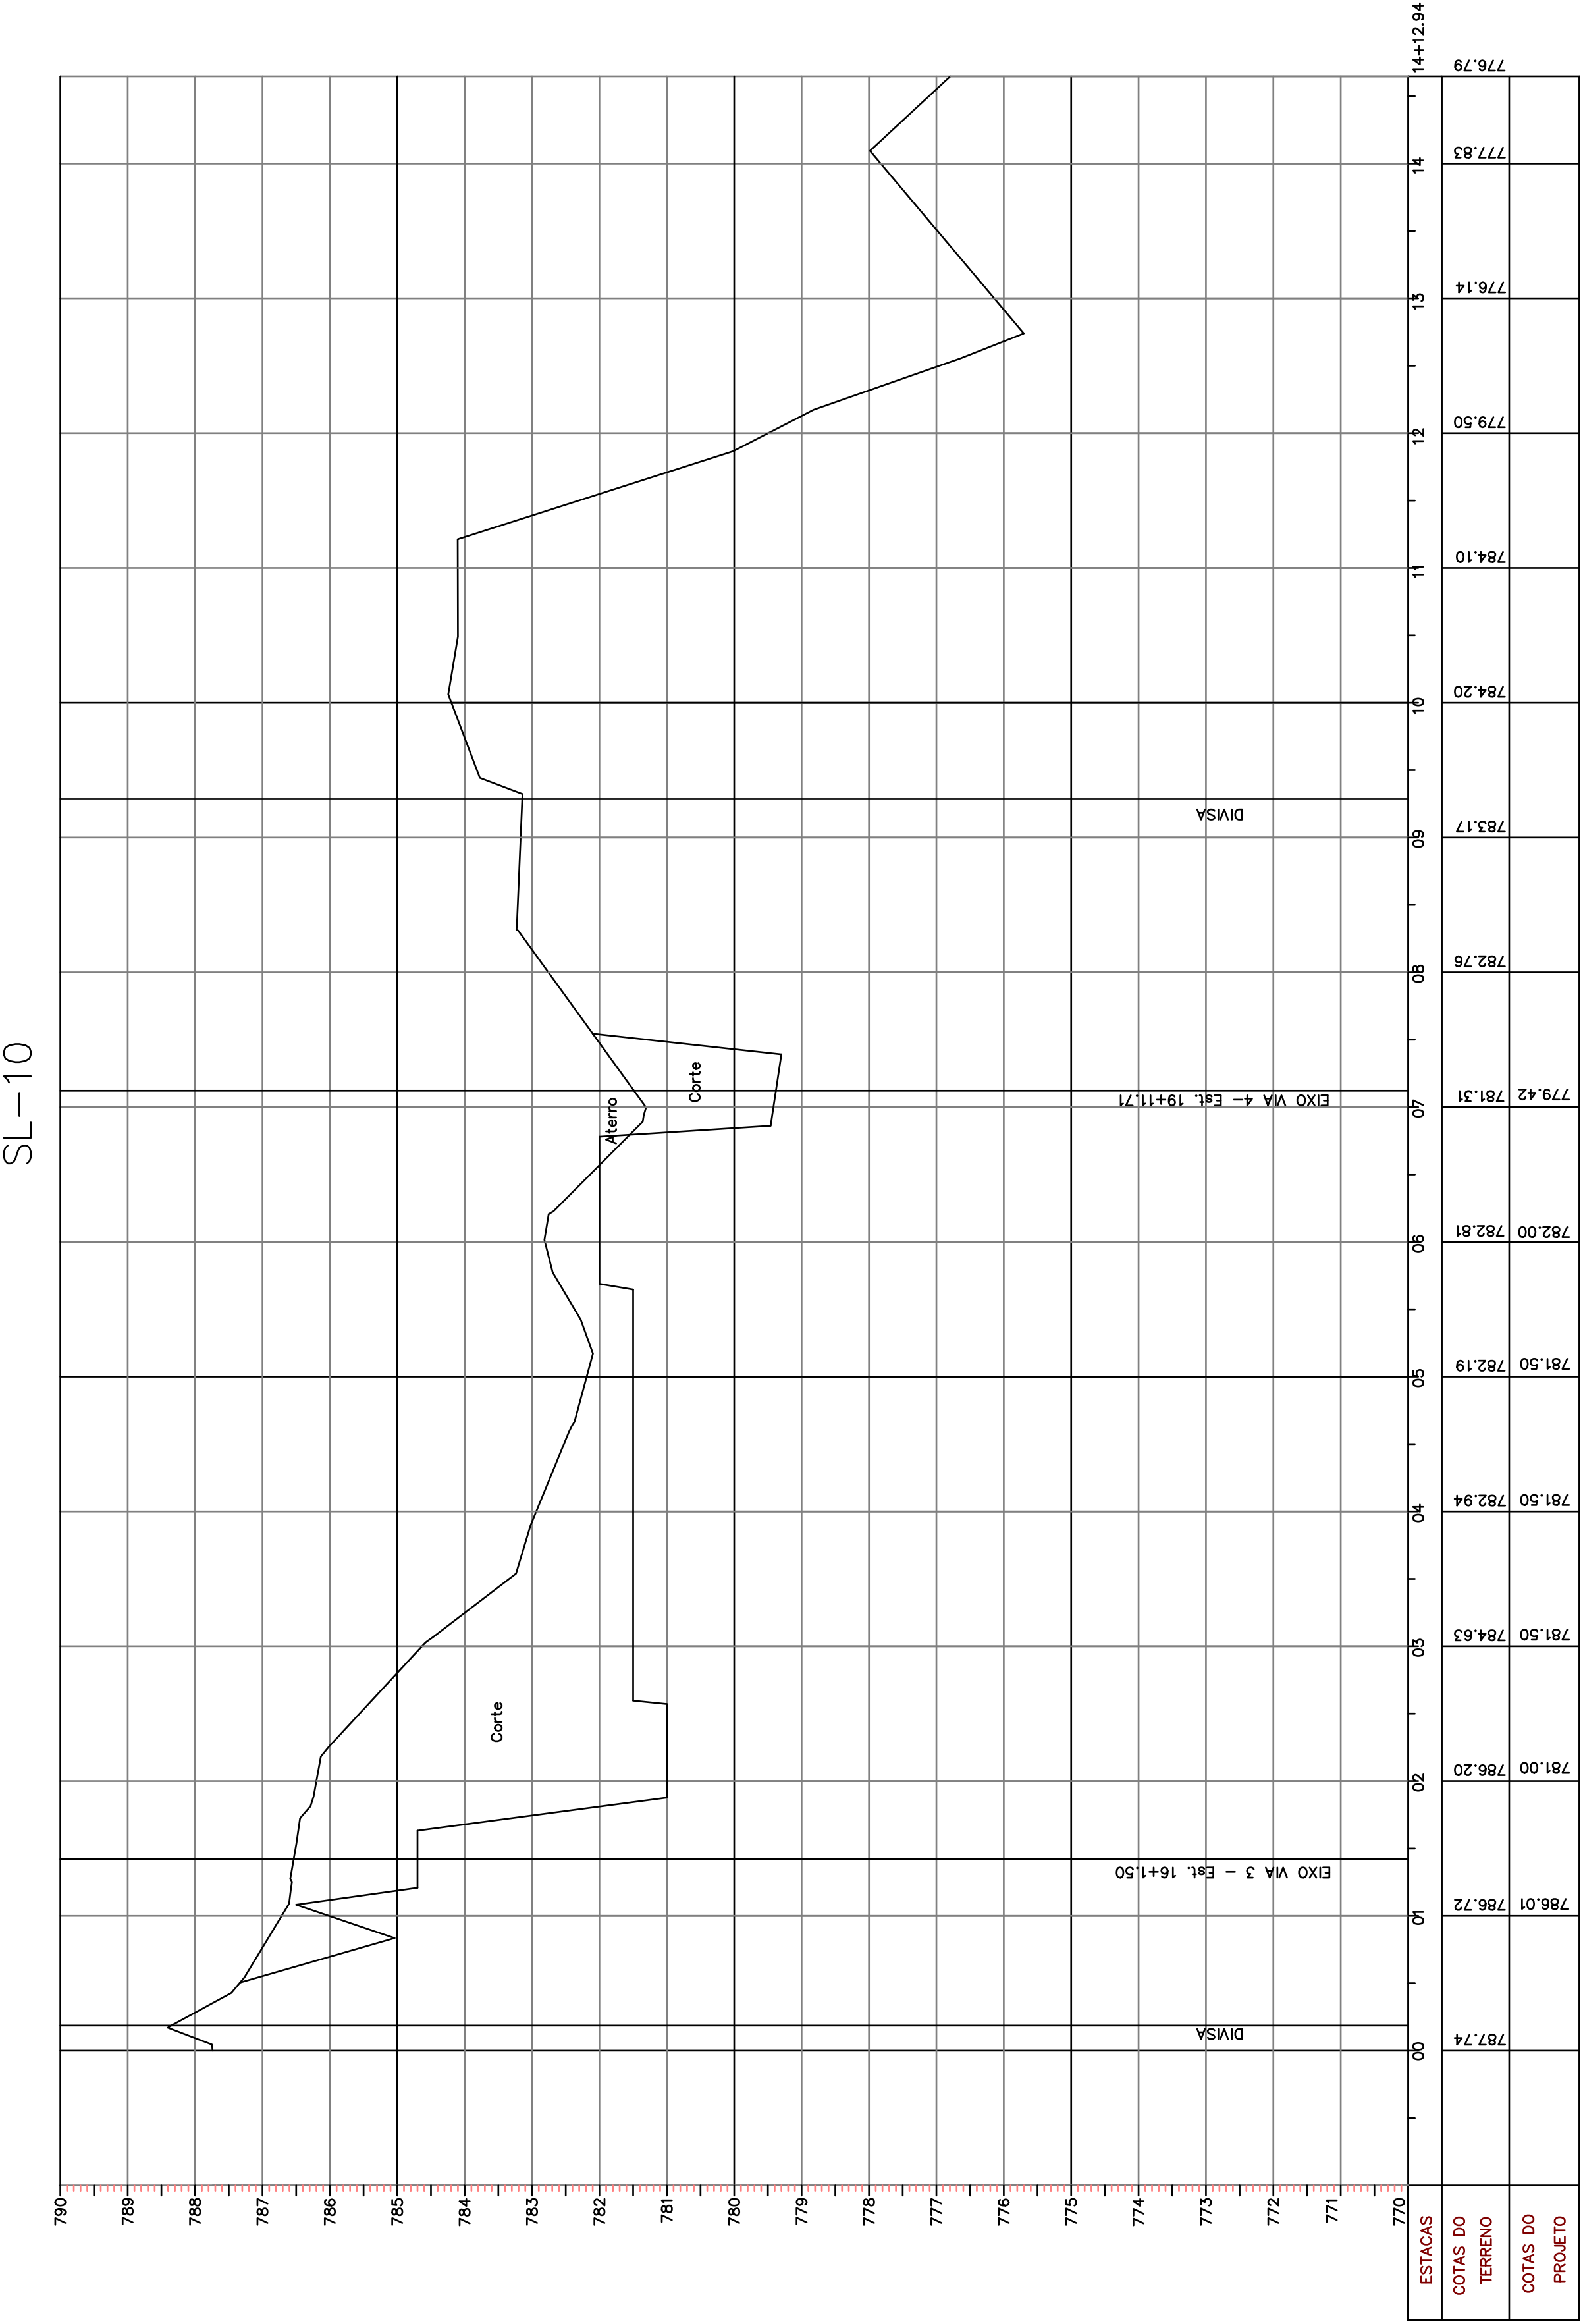 SL-10
790
789
788
787
786
785
784
783
782
781
780
779
778
777
776
775
774
773
772
771
770
Corte
Aterro
Corte
DIVISA
EIXO VIA 3 - Est. 16+1.50
EIXO VIA 4- Est. 19+11.71
DIVISA
ESTACAS
00 01 02 03 04 05 06 07 08 09 10 11 12 13 14 14+12.94
COTAS DO
TERRENO
787.74 786.72 786.20 784.63 782.94 782.19 782.81 781.31 782.76 783.17 784.20 784.10 779.50 776.14 777.83 776.79
COTAS DO
PROJETO
786.01 781.00 781.50 781.50 781.50 782.00 779.42